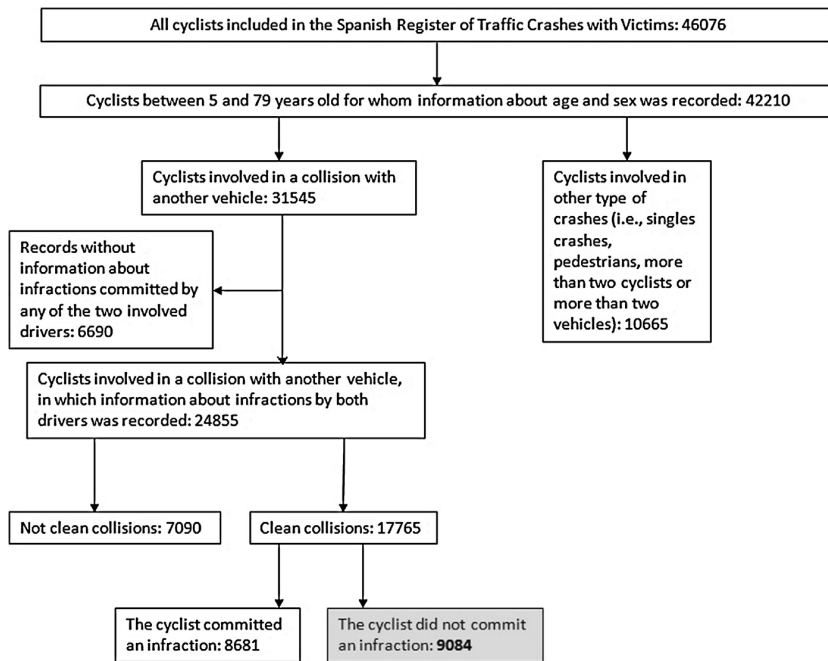 All cyclists included in the Spanish Register of Traffic Crashes with Victims: 46076
Cyclists between 5 and 79 years old for whom information about age and sex was recorded: 42210
Cyclists involved in a collision with
another vehicle: 31545
Cyclists involved in
other type of
crashes (i.e., singles
crashes,
pedestrians, more
than two cyclists or
more than two
vehicles): 10665
Records without
information about
infractions committed by
any of the two involved
drivers: 6690
Cyclists involved in a collision with another vehicle,
in which information about infractions by both
drivers was recorded: 24855
Not clean collisions: 7090
Clean collisions: 17765
The cyclist committed
an infraction: 8681
The cyclist did not commit
an infraction: 9084